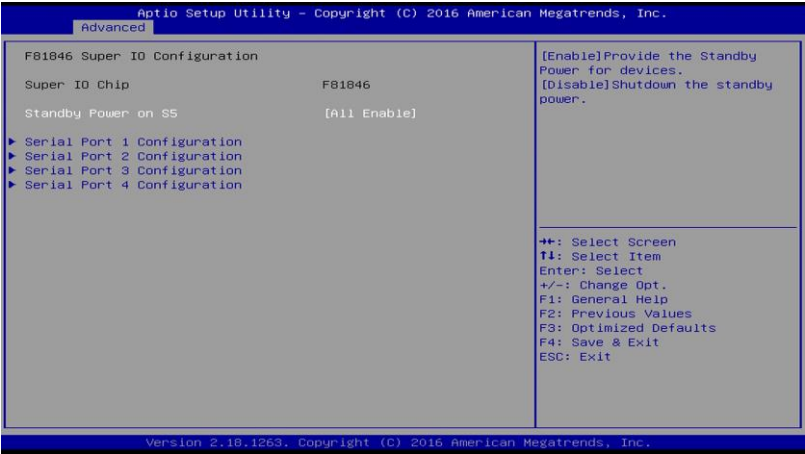 Aptio Setup Utility – Copyright (C) 2016 American Megatrends, Inc.
Advanced
F81846 Super IO Configuration
Super IO Chip F81846
Standby Power on S5 [All Enable]
▶ Serial Port 1 Configuration
▶ Serial Port 2 Configuration
▶ Serial Port 3 Configuration
▶ Serial Port 4 Configuration
[Enable]Provide the Standby
Power for devices.
[Disable]Shutdown the standby
power.
→←: Select Screen
↑↓: Select Item
Enter: Select
+/-: Change Opt.
F1: General Help
F2: Previous Values
F3: Optimized Defaults
F4: Save & Exit
ESC: Exit
Version 2.18.1263. Copyright (C) 2016 American Megatrends, Inc.